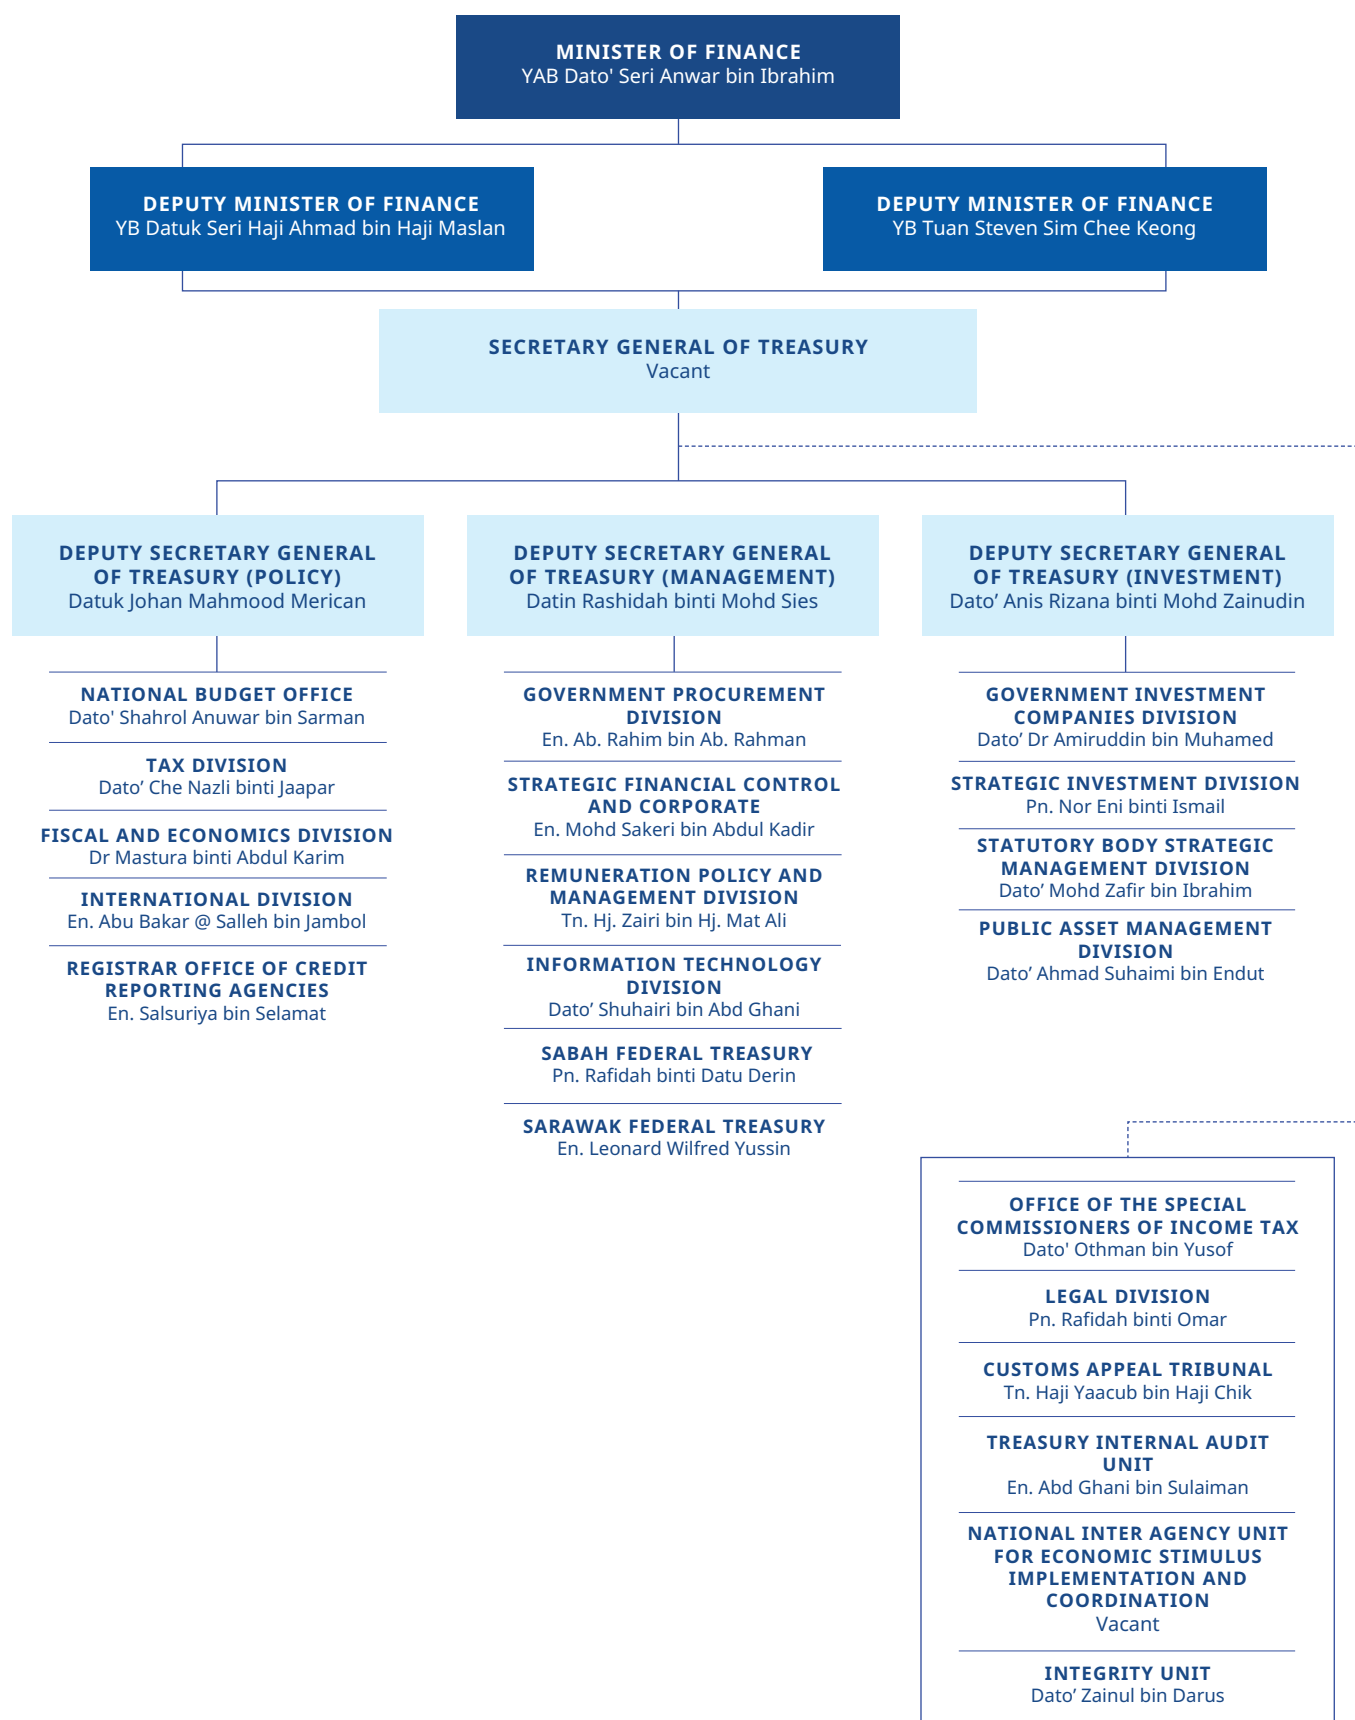 MINISTER OF FINANCE
YAB Dato' Seri Anwar bin Ibrahim
DEPUTY MINISTER OF FINANCE
YB Datuk Seri Haji Ahmad bin Haji Maslan
DEPUTY MINISTER OF FINANCE
YB Tuan Steven Sim Chee Keong
SECRETARY GENERAL OF TREASURY
Vacant
DEPUTY SECRETARY GENERAL
OF TREASURY (POLICY)
Datuk Johan Mahmood Merican
NATIONAL BUDGET OFFICE
Dato' Shahrol Anuwar bin Sarman
TAX DIVISION
Dato’ Che Nazli binti Jaapar
FISCAL AND ECONOMICS DIVISION
Dr Mastura binti Abdul Karim
INTERNATIONAL DIVISION
En. Abu Bakar @ Salleh bin Jambol
REGISTRAR OFFICE OF CREDIT
REPORTING AGENCIES
En. Salsuriya bin Selamat
DEPUTY SECRETARY GENERAL
OF TREASURY (MANAGEMENT)
Datin Rashidah binti Mohd Sies
GOVERNMENT PROCUREMENT
DIVISION
En. Ab. Rahim bin Ab. Rahman
STRATEGIC FINANCIAL CONTROL
AND CORPORATE
En. Mohd Sakeri bin Abdul Kadir
REMUNERATION POLICY AND
MANAGEMENT DIVISION
Tn. Hj. Zairi bin Hj. Mat Ali
INFORMATION TECHNOLOGY
DIVISION
Dato’ Shuhairi bin Abd Ghani
SABAH FEDERAL TREASURY
Pn. Rafidah binti Datu Derin
SARAWAK FEDERAL TREASURY
En. Leonard Wilfred Yussin
DEPUTY SECRETARY GENERAL
OF TREASURY (INVESTMENT)
Dato’ Anis Rizana binti Mohd Zainudin
GOVERNMENT INVESTMENT
COMPANIES DIVISION
Dato’ Dr Amiruddin bin Muhamed
STRATEGIC INVESTMENT DIVISION
Pn. Nor Eni binti Ismail
STATUTORY BODY STRATEGIC
MANAGEMENT DIVISION
Dato’ Mohd Zafir bin Ibrahim
PUBLIC ASSET MANAGEMENT
DIVISION
Dato’ Ahmad Suhaimi bin Endut
OFFICE OF THE SPECIAL
COMMISSIONERS OF INCOME TAX
Dato' Othman bin Yusof
LEGAL DIVISION
Pn. Rafidah binti Omar
CUSTOMS APPEAL TRIBUNAL
Tn. Haji Yaacub bin Haji Chik
TREASURY INTERNAL AUDIT
UNIT
En. Abd Ghani bin Sulaiman
NATIONAL INTER AGENCY UNIT
FOR ECONOMIC STIMULUS
IMPLEMENTATION AND
COORDINATION
Vacant
INTEGRITY UNIT
Dato’ Zainul bin Darus